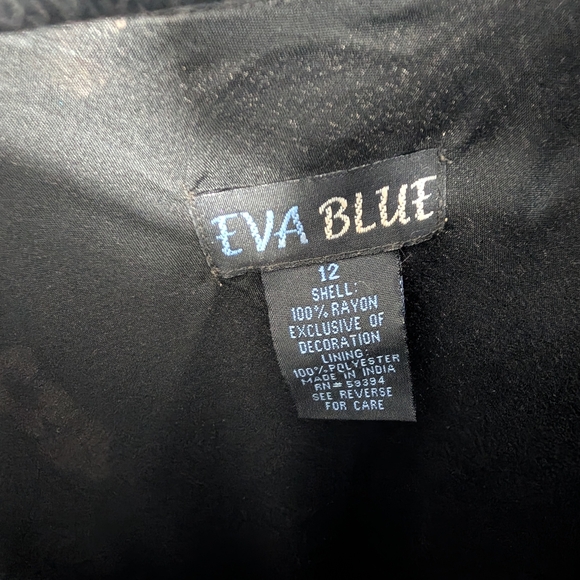 EVA BLUE
12
SHELL:
100% RAYON
EXCLUSIVE OF
DECORATION
LINING:
100% POLYESTER
MADE IN INDIA
RN# 59394
SEE REVERSE
FOR CARE